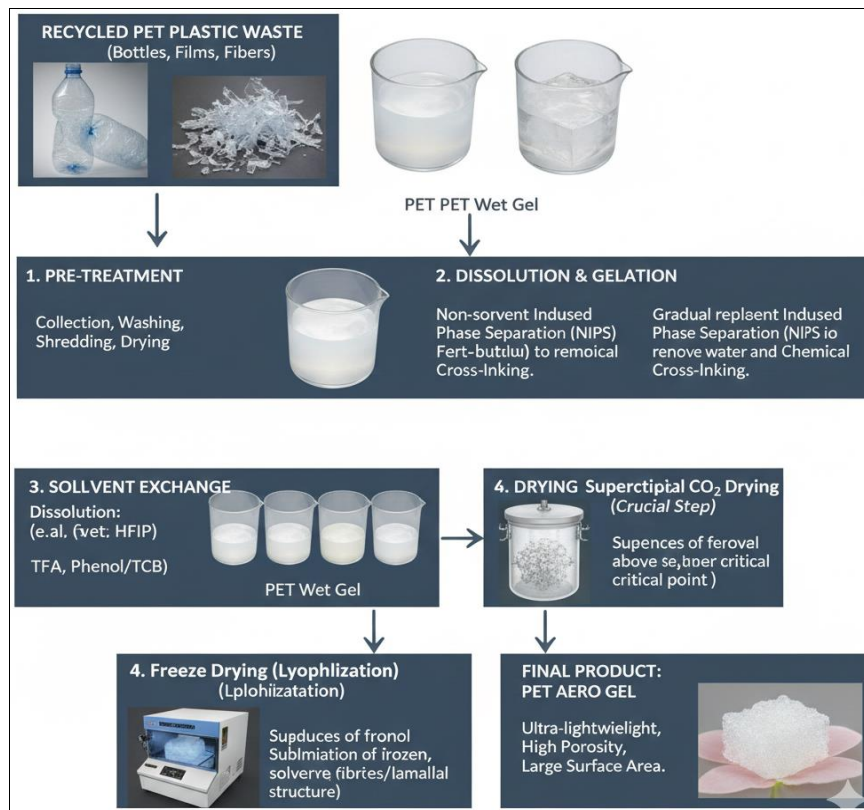 RECYCLED PET PLASTIC WASTE
(Bottles, Films, Fibers)
PET PET Wet Gel
1. PRE-TREATMENT
Collection, Washing,
Shredding, Drying
2. DISSOLUTION & GELATION
Non-sorvent Indused
Phase Separation (NIPS)
Fert-butlw) to remoical
Cross-Inking.
Gradual replsent Indused
Phase Separation (NIPS io
renove water and Chemical
Cross-Inking.
3. SOLLVENT EXCHANGE
Dissolution:
(e.al, (Fvet: HFIP)
TFA, Phenol/TCB)
PET Wet Gel
4. DRYING Superctipial CO₂ Drying
(Crucial Step)
Supences of feroval
above se,bner critical
critical point )
4. Freeze Drying (Lyophlization)
(Lplohiizatation)
Supduces of fronol
Sublmiation of irozen,
solverve (fibries/lamallal
structure)
FINAL PRODUCT:
PET AERO GEL
Ultra-lightwielight,
High Porosity,
Large Surface Area.